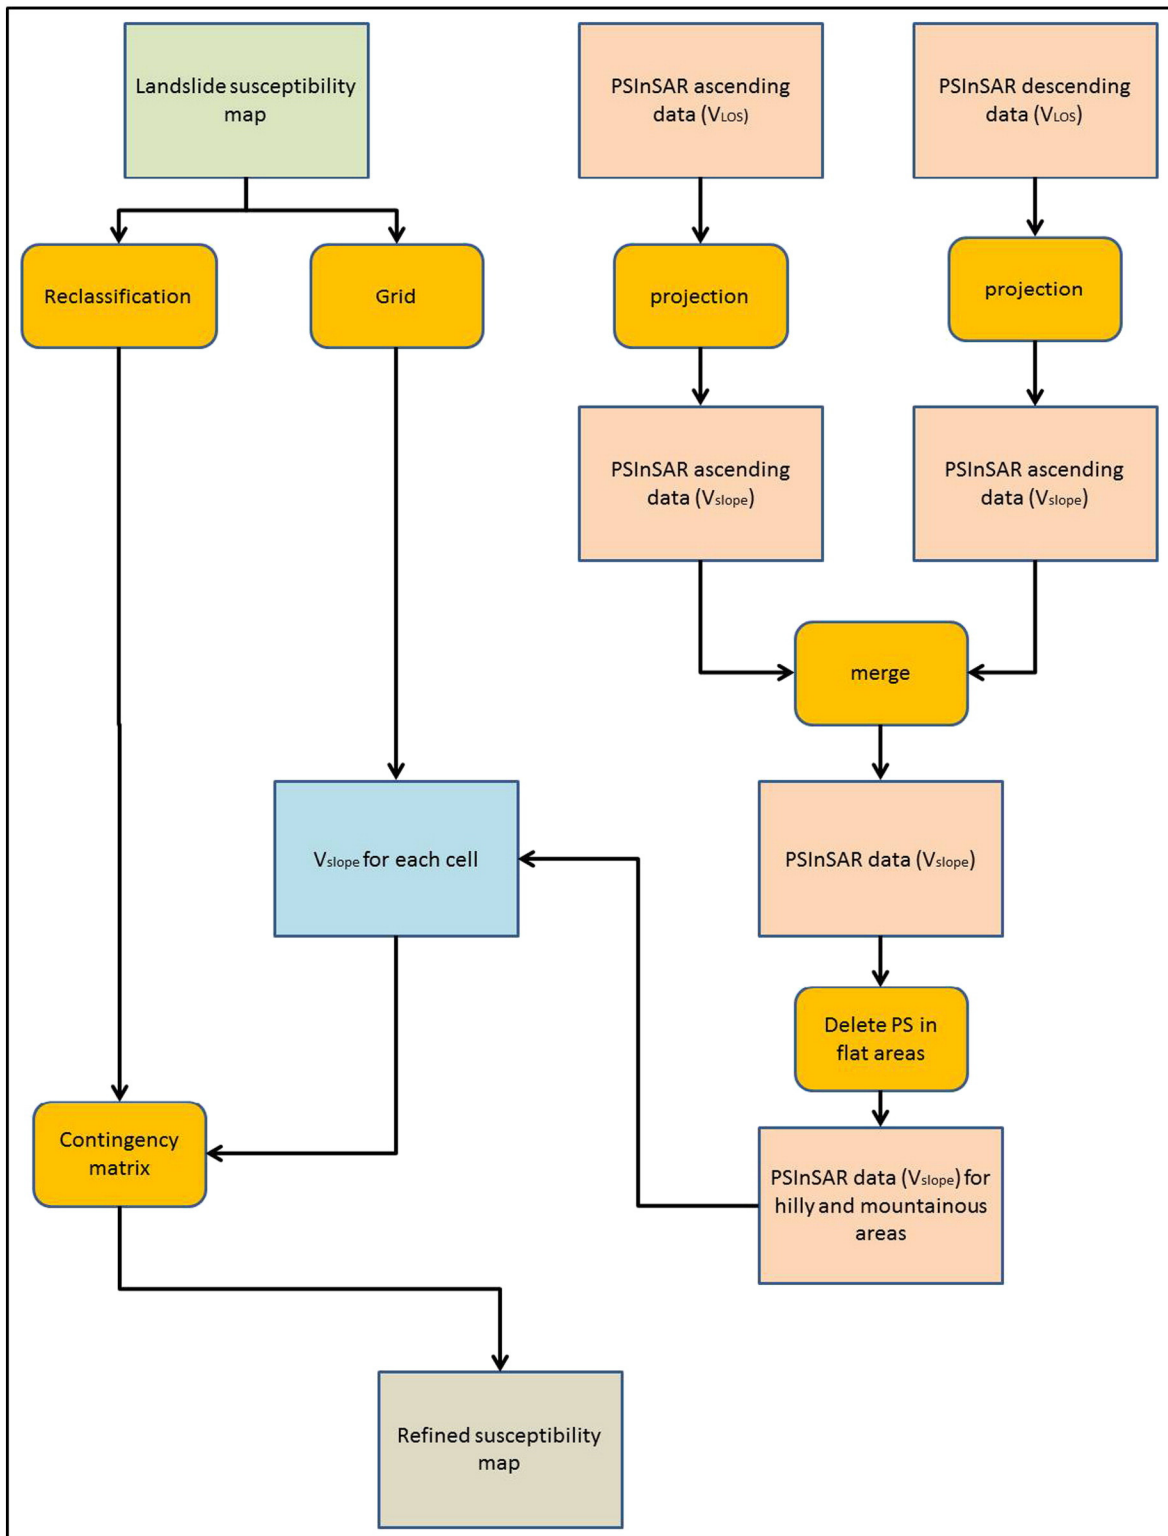 Landslide susceptibility
map
PSInSAR ascending
data (VLOS)
PSInSAR descending
data (VLOS)
Reclassification
Grid
projection
projection
PSInSAR ascending
data (Vslope)
PSInSAR ascending
data (Vslope)
merge
Vslope for each cell
PSInSAR data (Vslope)
Delete PS in
flat areas
Contingency
matrix
PSInSAR data (Vslope) for
hilly and mountainous
areas
Refined susceptibility
map